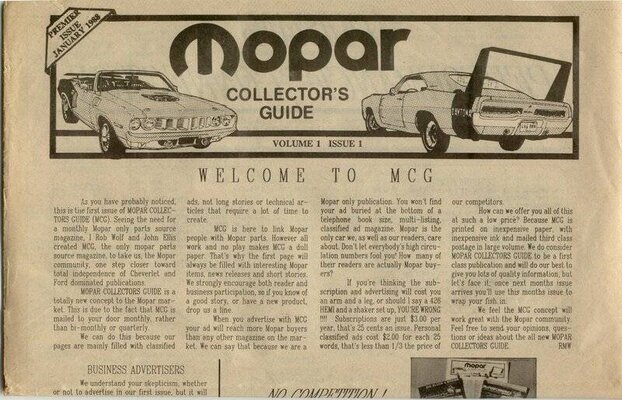 PREMIER
ISSUE
JANUARY 1988
Mopar
COLLECTOR'S
GUIDE
DAYTONA
VOLUME 1 ISSUE 1
WELCOME TO MCG
As you have probably noticed,
this is the first issue of MOPAR COLLEC-
TORS GUIDE (MCG). Seeing the need for
a monthly Mopar only parts source
magazine, I Rob Wolf and John Ellis
created MCG, the only mopar parts
source magazine, to take us, the Mopar
community, one step closer toward
total independence of Cheverlet and
Ford dominated publications.
MOPAR COLLECTORS GUIDE is a
totally new concept to the Mopar mar-
ket. This is due to the fact that MCG is
mailed to your door monthly, rather
than bi-monthly or quarterly.
We can do this because our
pages are mainly filled with classified
ads, not long stories or technical ar-
ticles that require a lot of time to
create.
MCG is here to link Mopar
people with Mopar parts. However all
work and no play makes MCG a doll
paper. That's why the first page will
always be filled with interesting Mopar
items, news releases and short stories.
We strongly encourage both reader and
business participation, so if you know of
a good story, or have a new product,
drop us a line.
When you advertise with MCG
your ad will reach more Mopar buyers
than any other magazine on the mar-
ket. We can say that because we are a
Mopar only publication. You won't find
your ad buried at the bottom of a
telephone book size, multi-listing,
classified ad magazine. Mopar is the
only car we, as well as our readers, care
about. Don't let everybody's high circu-
lation numbers fool you! How many of
their readers are actually Mopar buy-
ers?
If you're thinking the sub-
scription and advertising will cost you
an arm and a leg, or should I say a 426
HEMI and a shaker set up, YOU'RE WRONG
!!!! Subscriptions are just $3.00 per
year, that's 25 cents an issue. Personal
classified ads cost $2.00 for each 25
words, that's less than 1/3 the price of
our competitors.
How can we offer you all of this
at such a low price? Because MCG is
printed on inexpensive paper, with
inexpensive ink and mailed third class
postage in large volume. We do consider
MOPAR COLLECTORS GUIDE to be a first
class publication and will do our best to
give you lots of quality information, but
let's face it, once next months issue
arrives you'll use this months issue to
wrap your fish in.
We feel the MCG concept will
work great with the Mopar community.
Feel free to send your opinions, ques-
tions or ideas about the all new MOPAR
COLLECTORS GUIDE. RMW
BUSINESS ADVERTISERS
We understand your skepticism, whether
or not to advertise in our first issue, but it will
NO COMPETITION!
Mopar